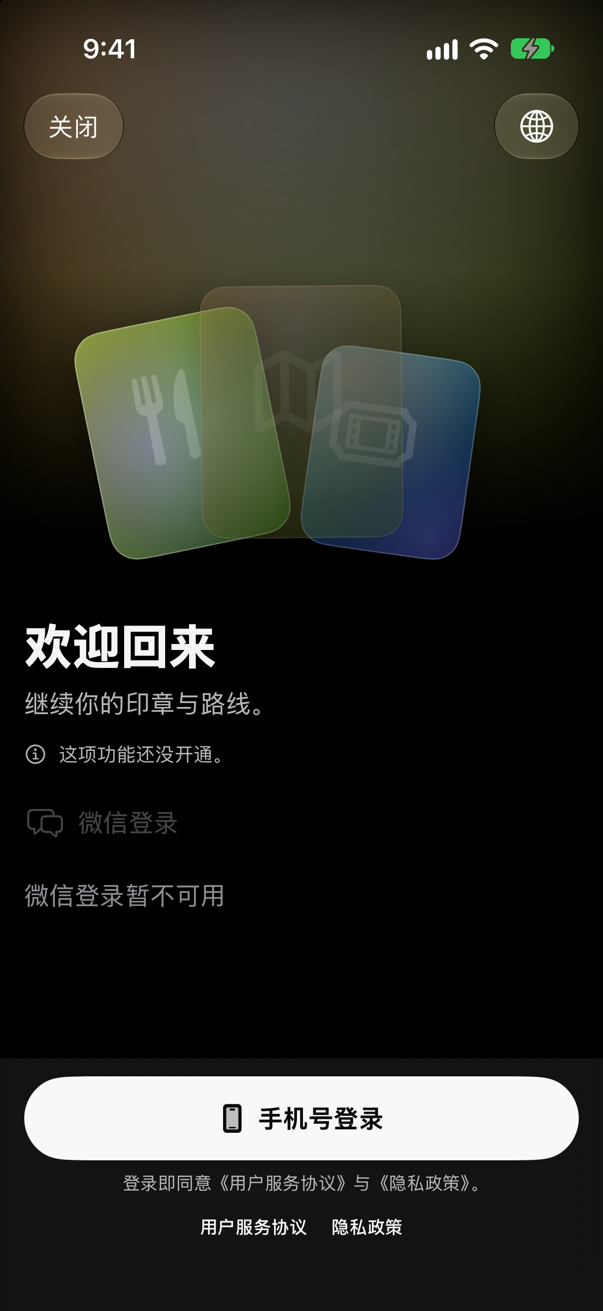 9:41
关闭
欢迎回来
继续你的印章与路线。
这项功能还没开通。
微信登录
微信登录暂不可用
手机号登录
登录即同意《用户服务协议》与《隐私政策》。
用户服务协议 隐私政策